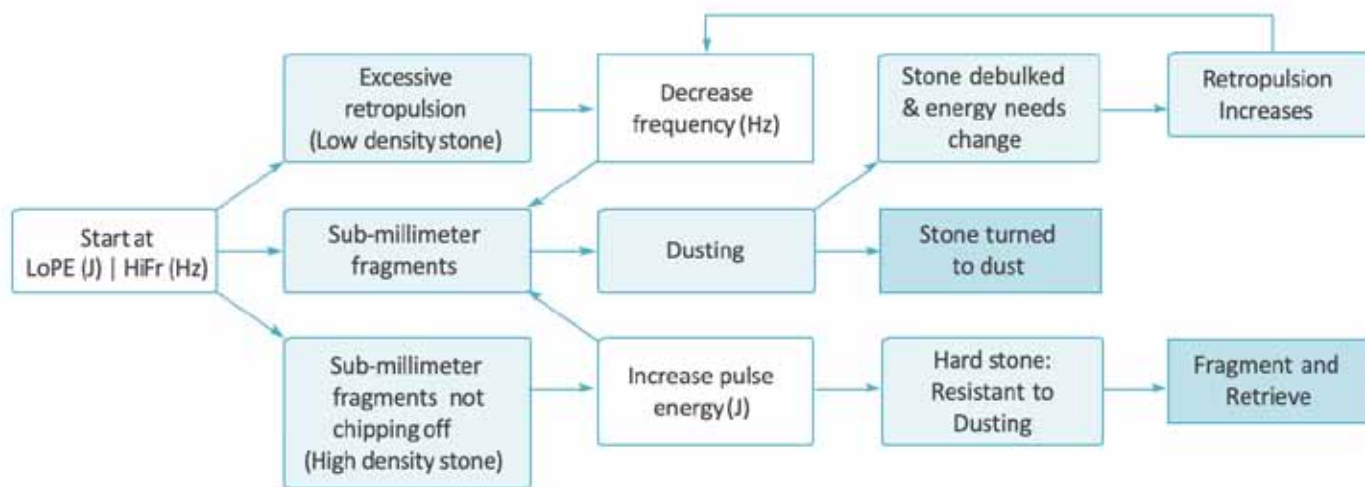 Excessive
retropulsion
(Low density stone)
Decrease
frequency (Hz)
Stone debulked
& energy needs
change
Retropulsion
Increases
Start at
LoPE (J) | HiFr (Hz)
Sub-millimeter
fragments
Dusting
Stone turned
to dust
Sub-millimeter
fragments not
chipping off
(High density stone)
Increase pulse
energy (J)
Hard stone:
Resistant to
Dusting
Fragment and
Retrieve